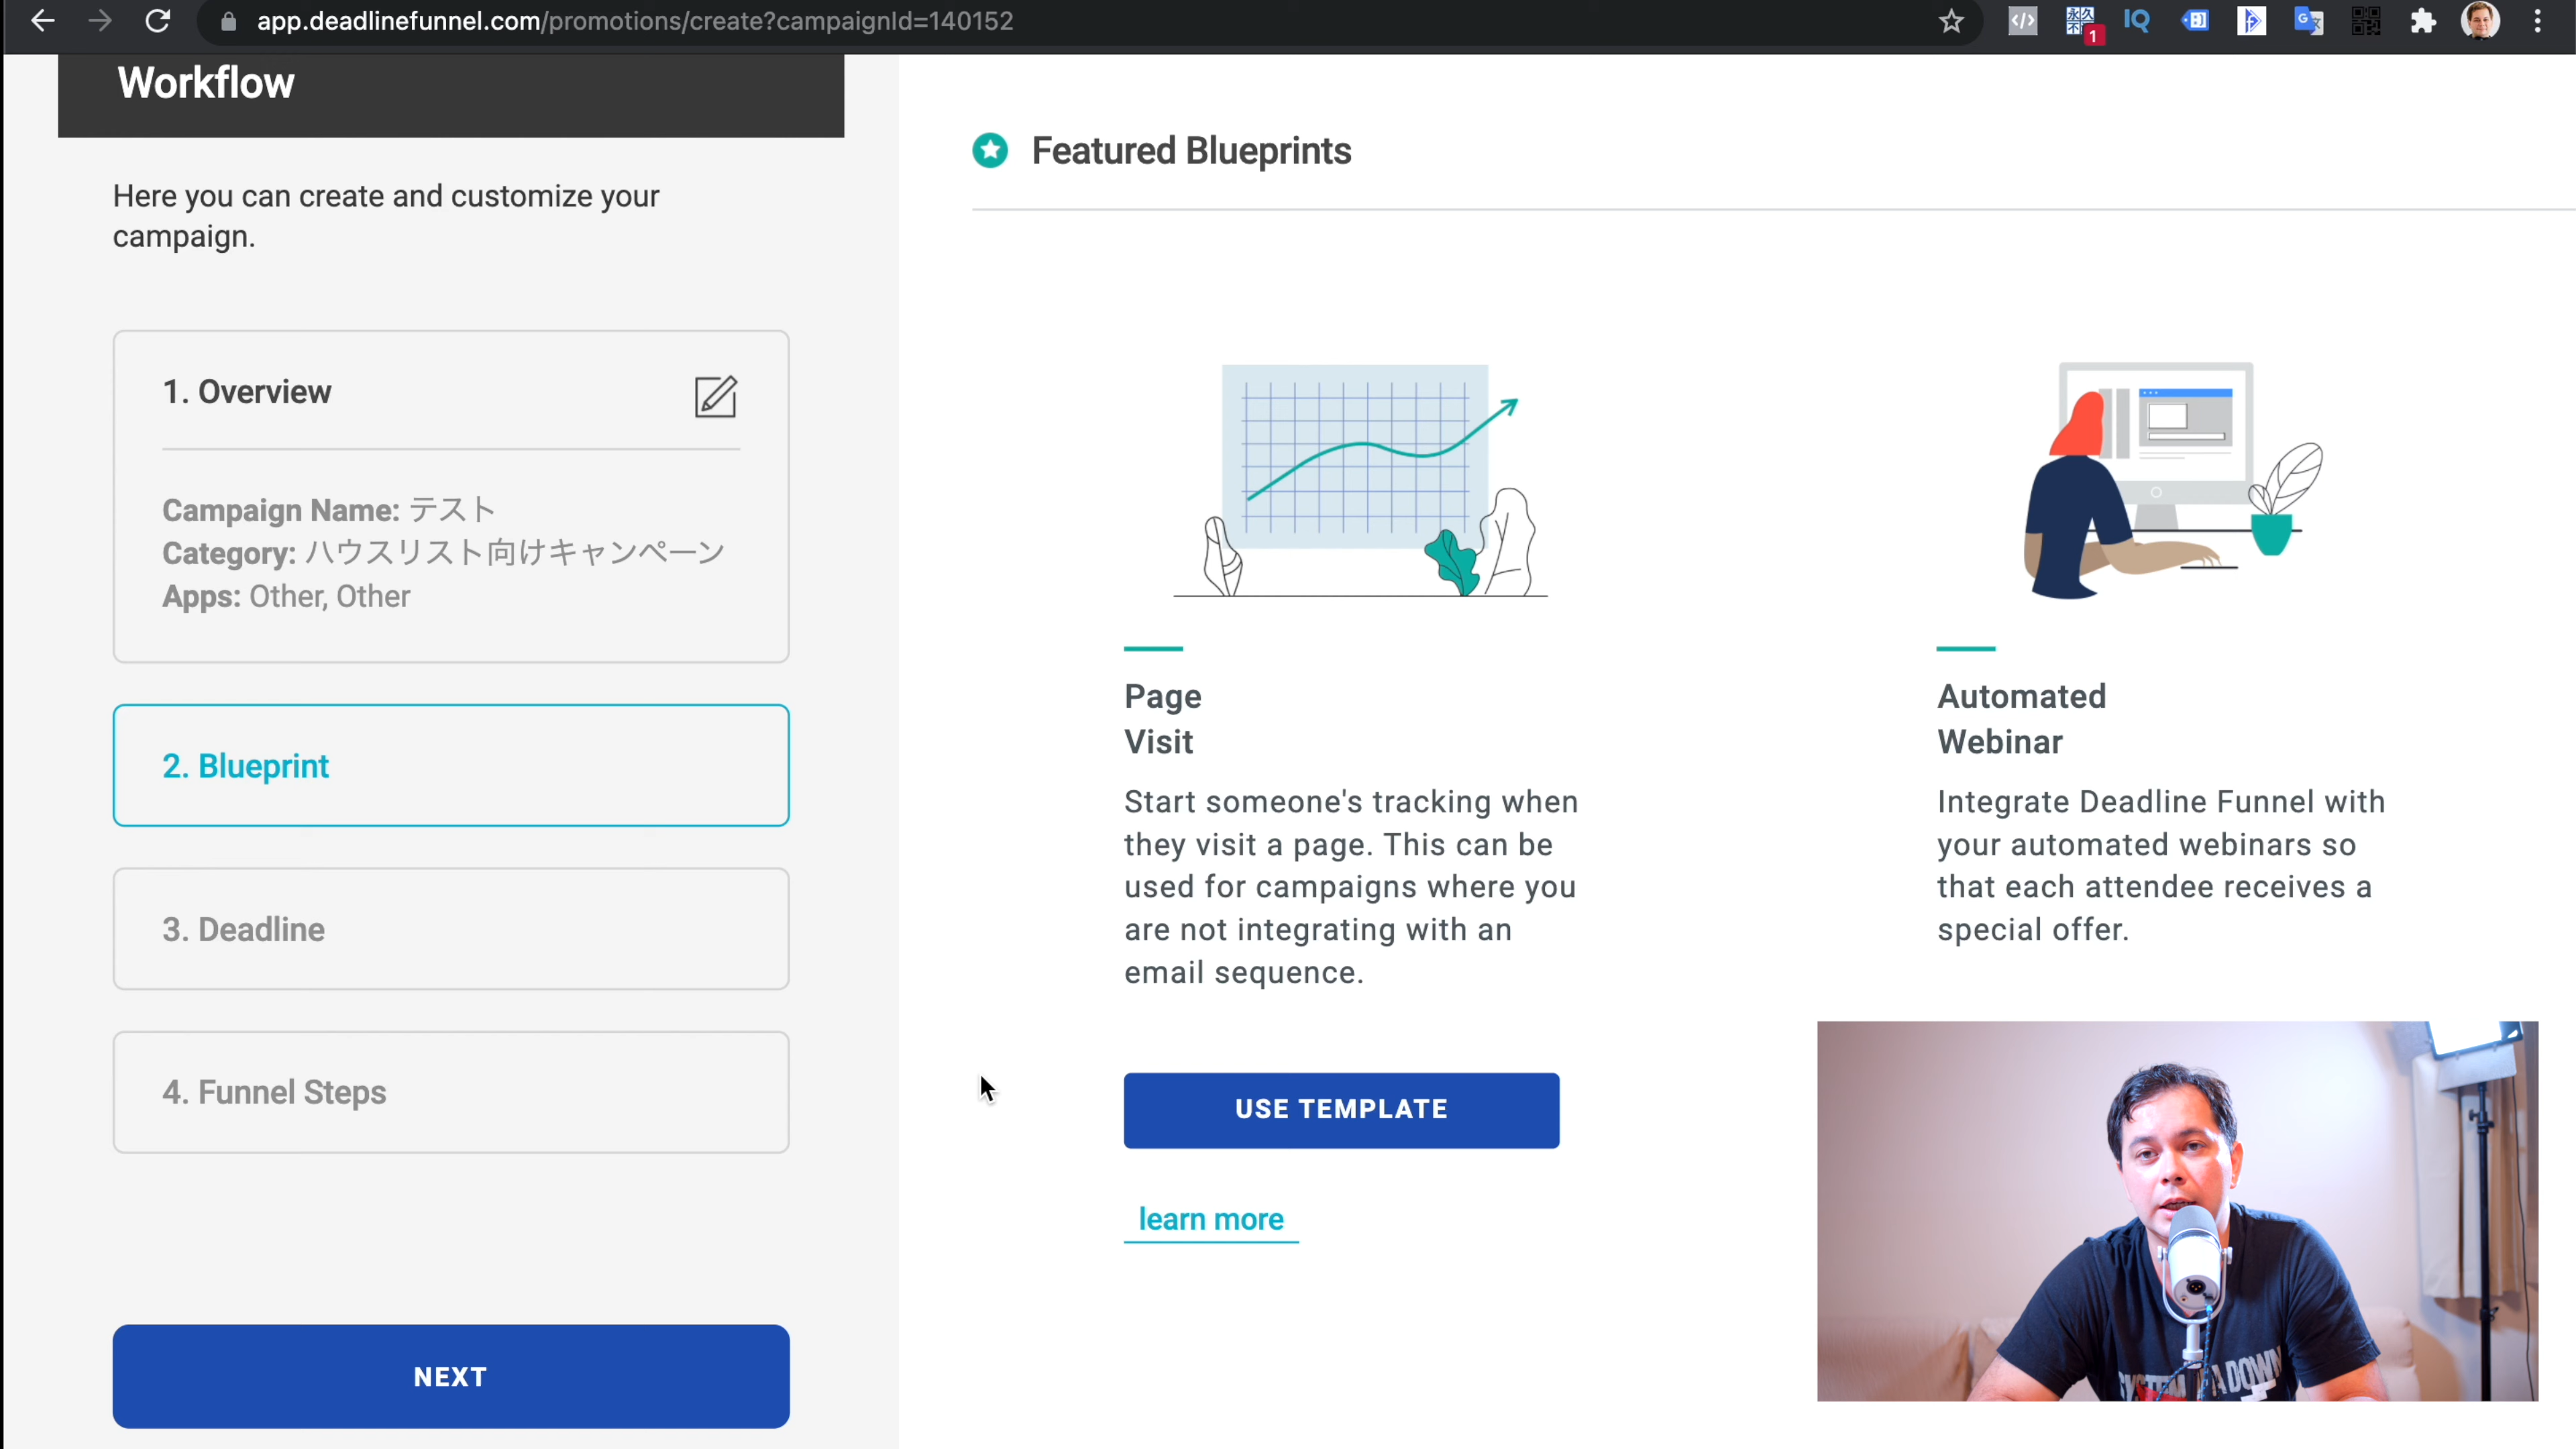 app.deadlinefunnel.com/promotions/create?campaignId=140152
1
IQ
Workflow
Here you can create and customize your
campaign.
1. Overview
Campaign Name: テスト
Category: ハウスリスト向けキャンペーン
Apps: Other, Other
2. Blueprint
3. Deadline
4. Funnel Steps
NEXT
Featured Blueprints
Page
Visit
Start someone's tracking when
they visit a page. This can be
used for campaigns where you
are not integrating with an
email sequence.
USE TEMPLATE
learn more
Automated
Webinar
Integrate Deadline Funnel with
your automated webinars so
that each attendee receives a
special offer.